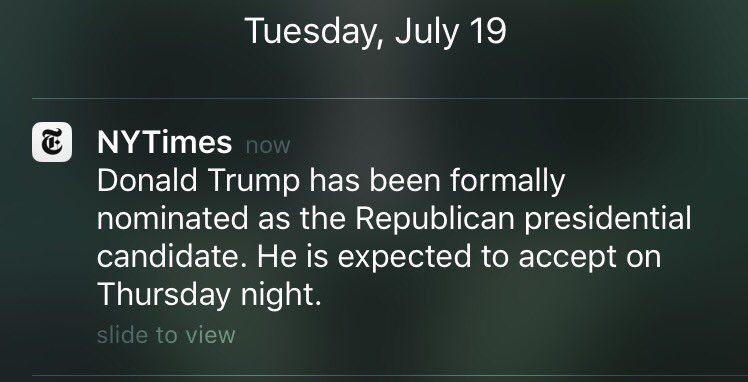 Tuesday, July 19
NYTimes now
Donald Trump has been formally
nominated as the Republican presidential
candidate. He is expected to accept on
Thursday night.
slide to view